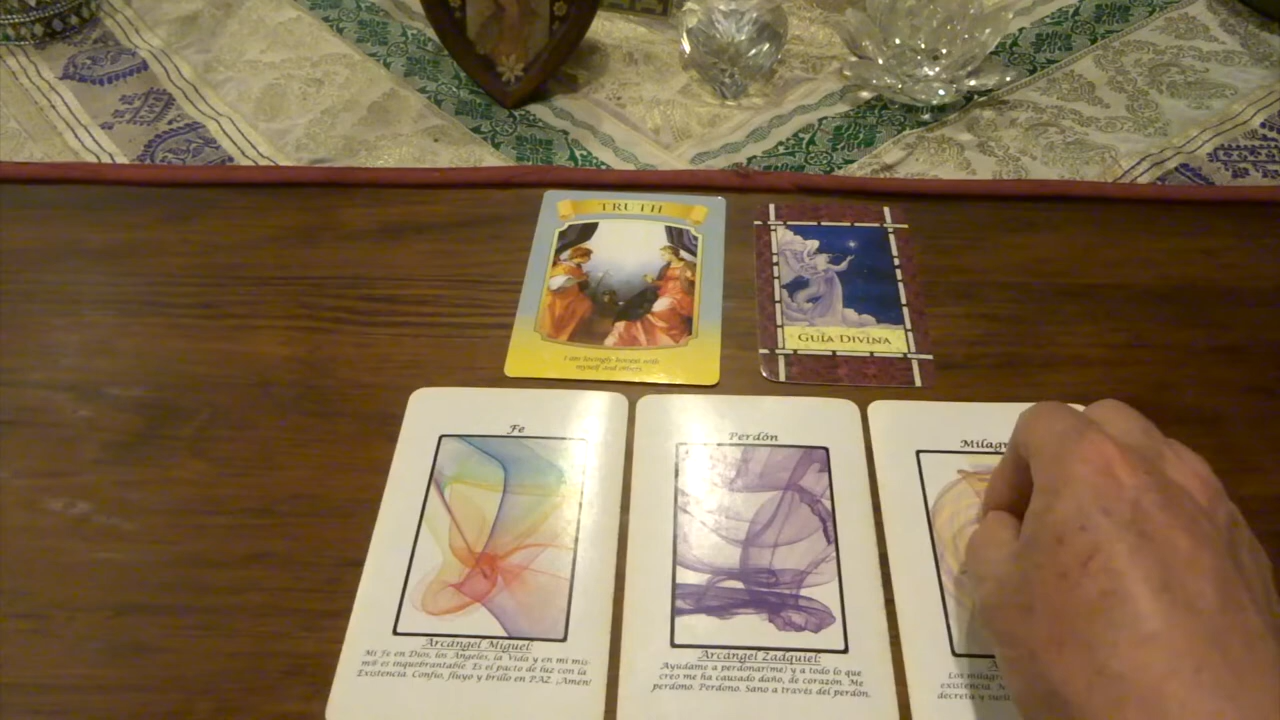 TRUTH
I am lovingly honest with
myself and others.
GUÍA DIVINA
Fe
Arcángel Miguel:
Mi Fe en Dios, los Ángeles, la Vida y en mi mis-
m@ es inquebrantable. Es el pacto de luz con la
Existencia. Confío, fluyo y brillo en PAZ. ¡Amén!
Perdón
Arcángel Zadquiel:
Ayúdame a perdonar(me) y a todo lo que
creo me ha causado daño, de corazón. Me
perdono. Perdono. Sano a través del perdón.
Milagr
A
Los milagr
existencia. M
decreta y